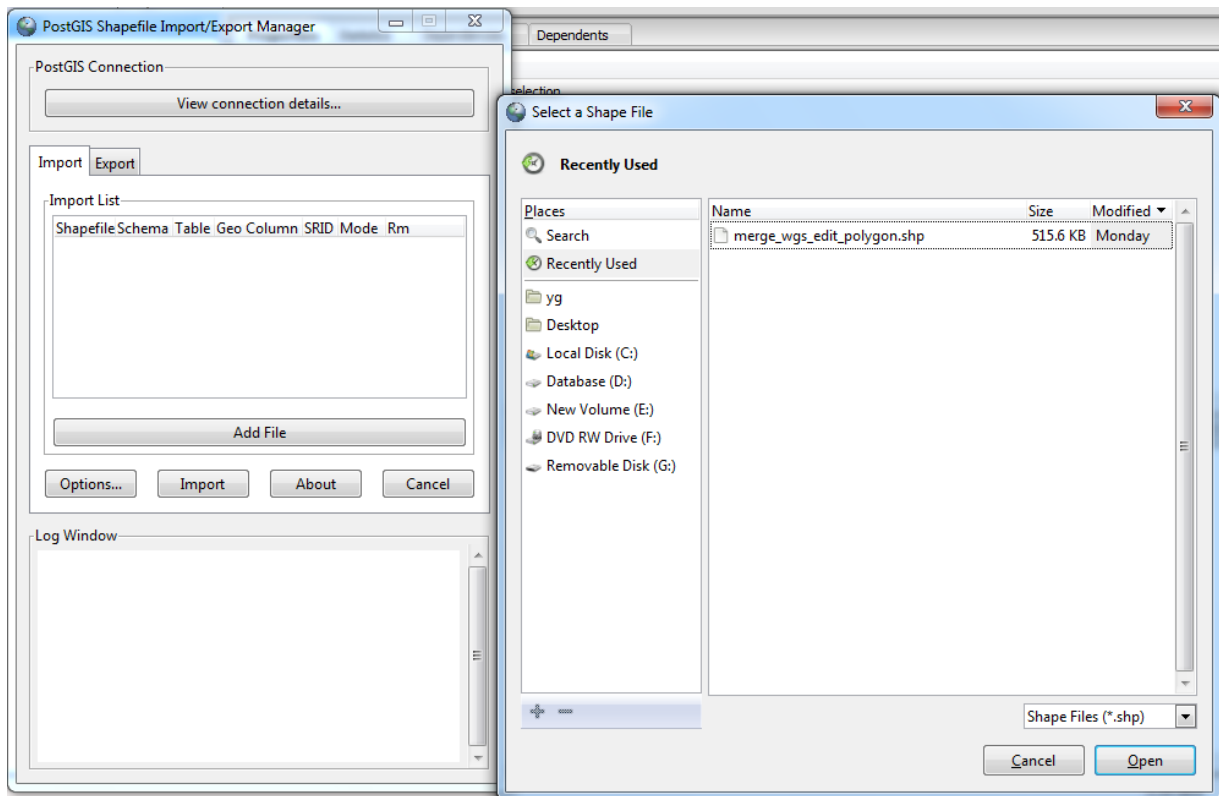 PostGIS Shapefile Import/Export Manager
PostGIS Connection
View connection details...
Import Export
Import List
Shapefile Schema Table Geo Column SRID Mode Rm
Add File
Options... Import About Cancel
Log Window
Dependents
selection
Select a Shape File
Recently Used
Places
Search
Recently Used
yg
Desktop
Local Disk (C:)
Database (D:)
New Volume (E:)
DVD RW Drive (F:)
Removable Disk (G:)
Name Size Modified
merge_wgs_edit_polygon.shp 515.6 KB Monday
Shape Files (*.shp)
Cancel Open